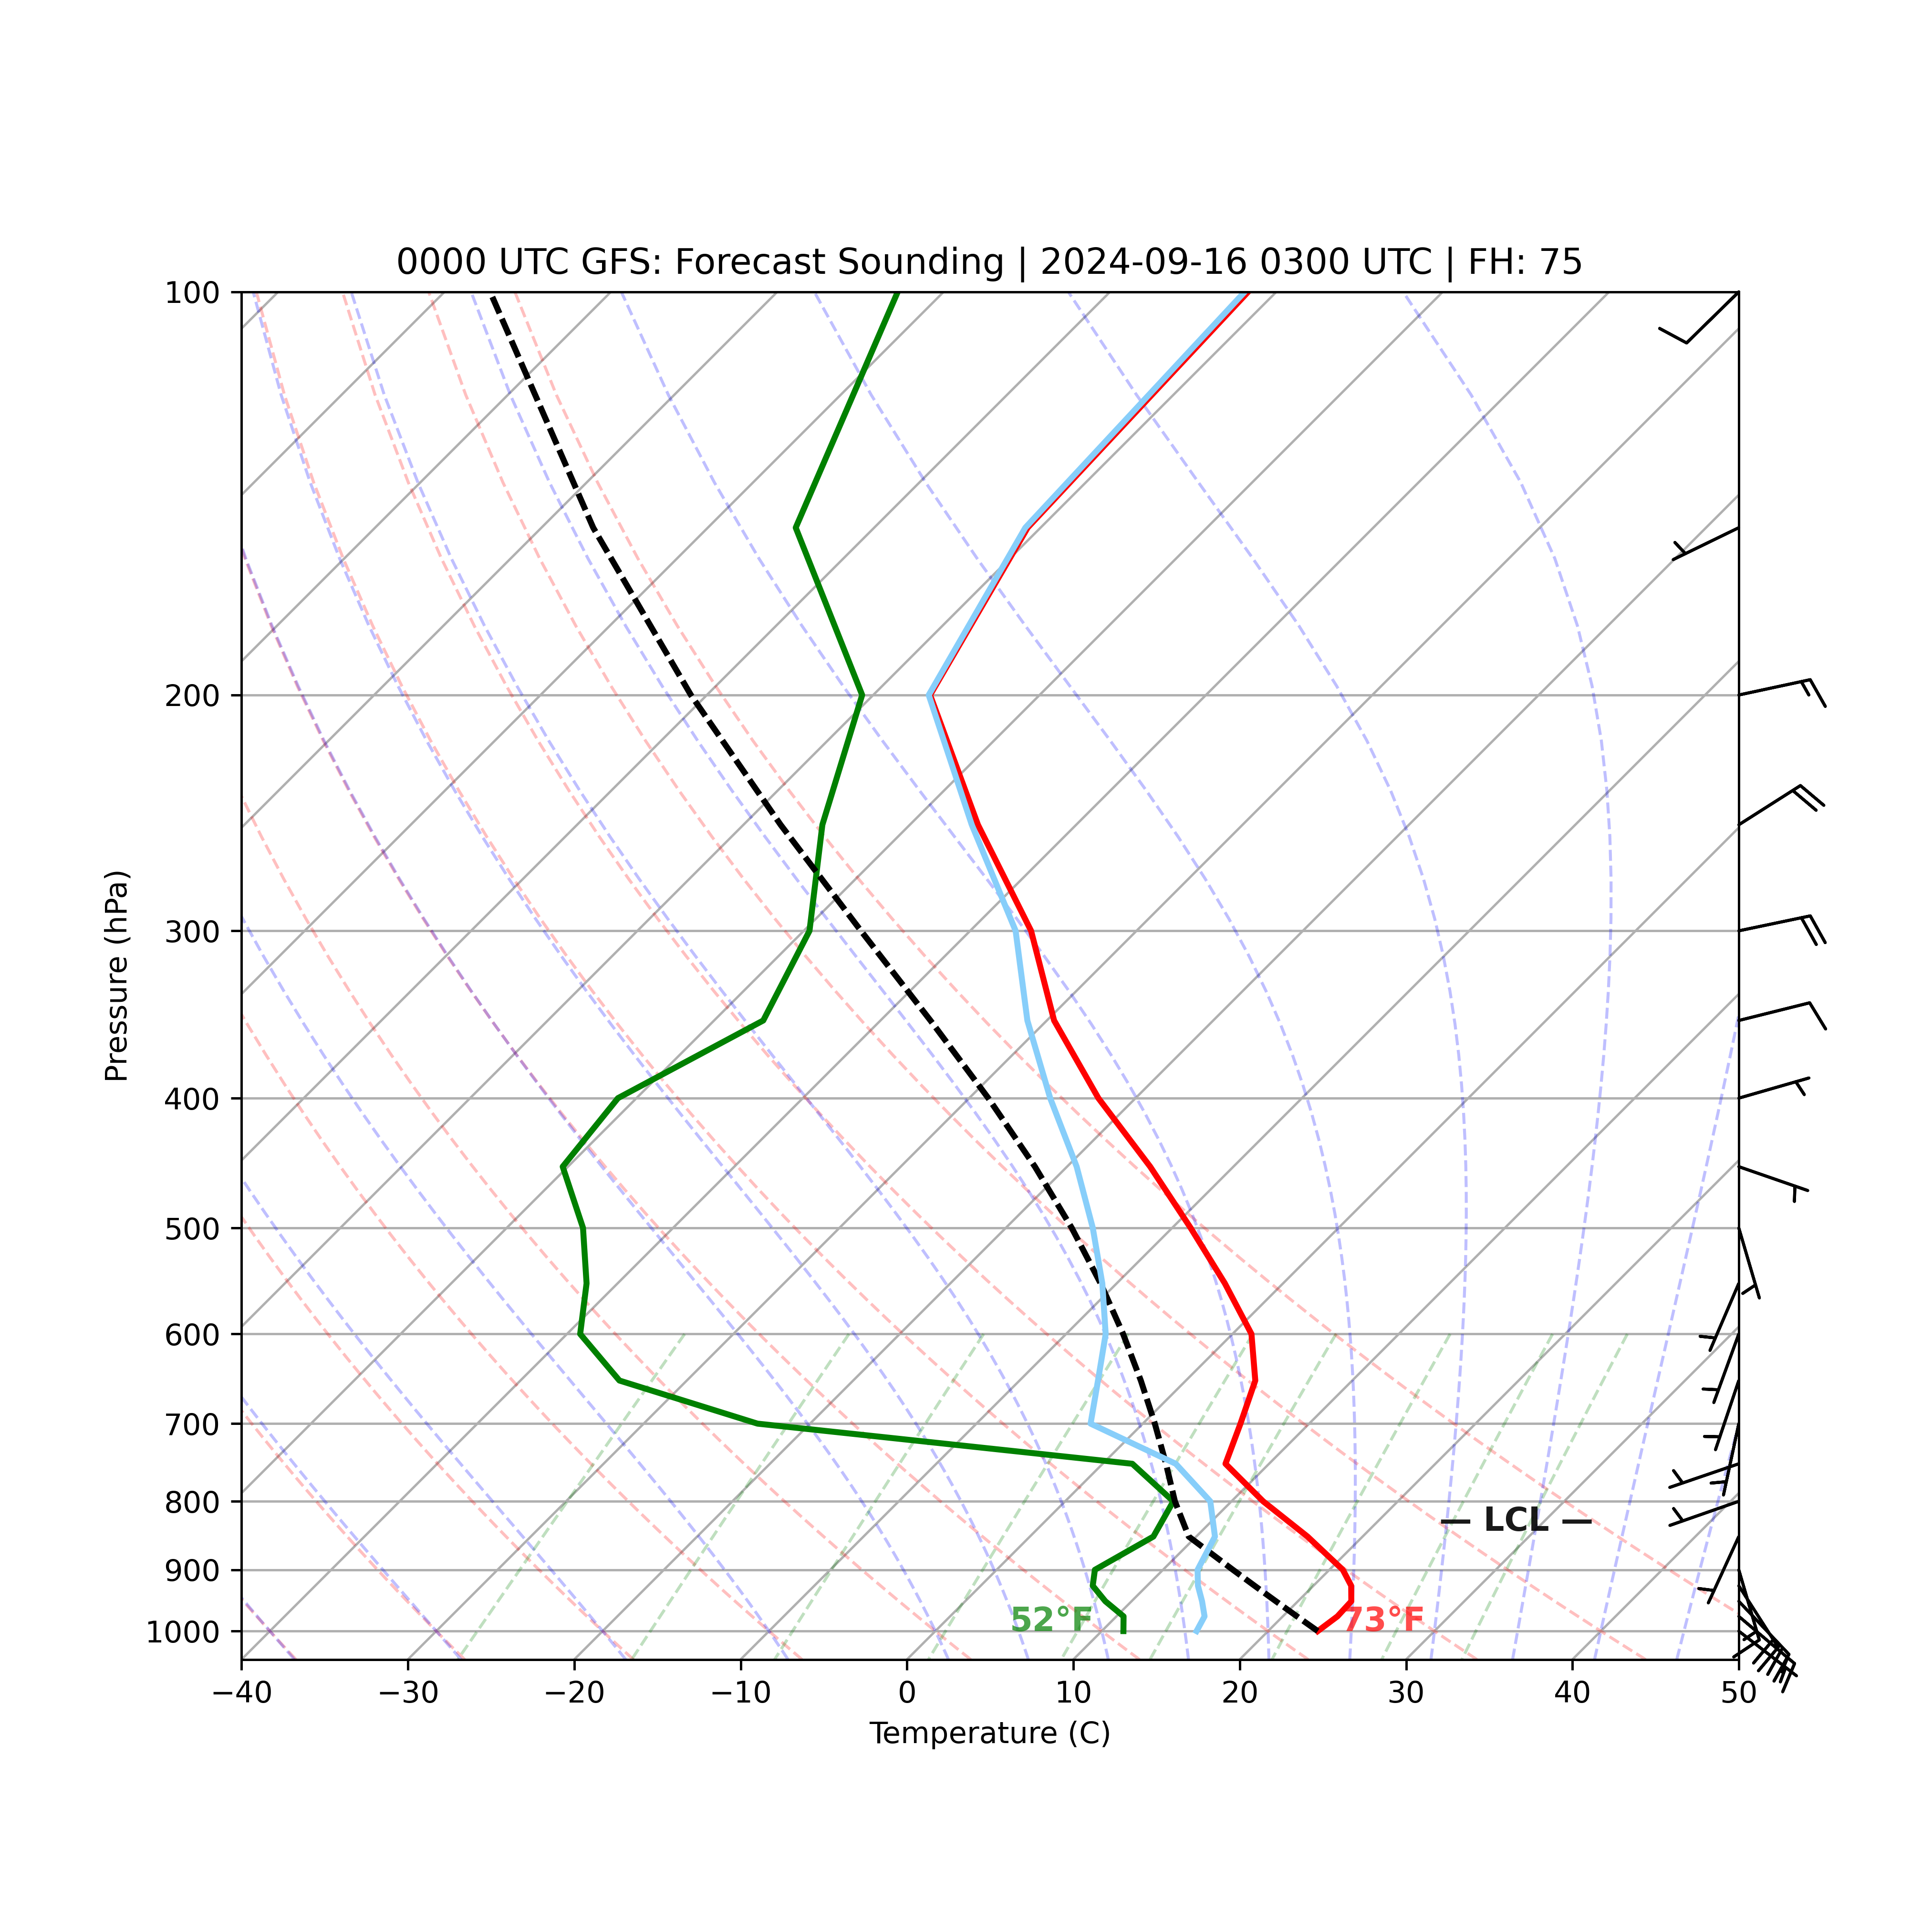 0000 UTC GFS: Forecast Sounding | 2024-09-16 0300 UTC | FH: 75
100
200
300
400
500
600
700
800
900
1000
Pressure (hPa)
— LCL —
52°F
73°F
−40 −30 −20 −10 0 10 20 30 40 50
Temperature (C)